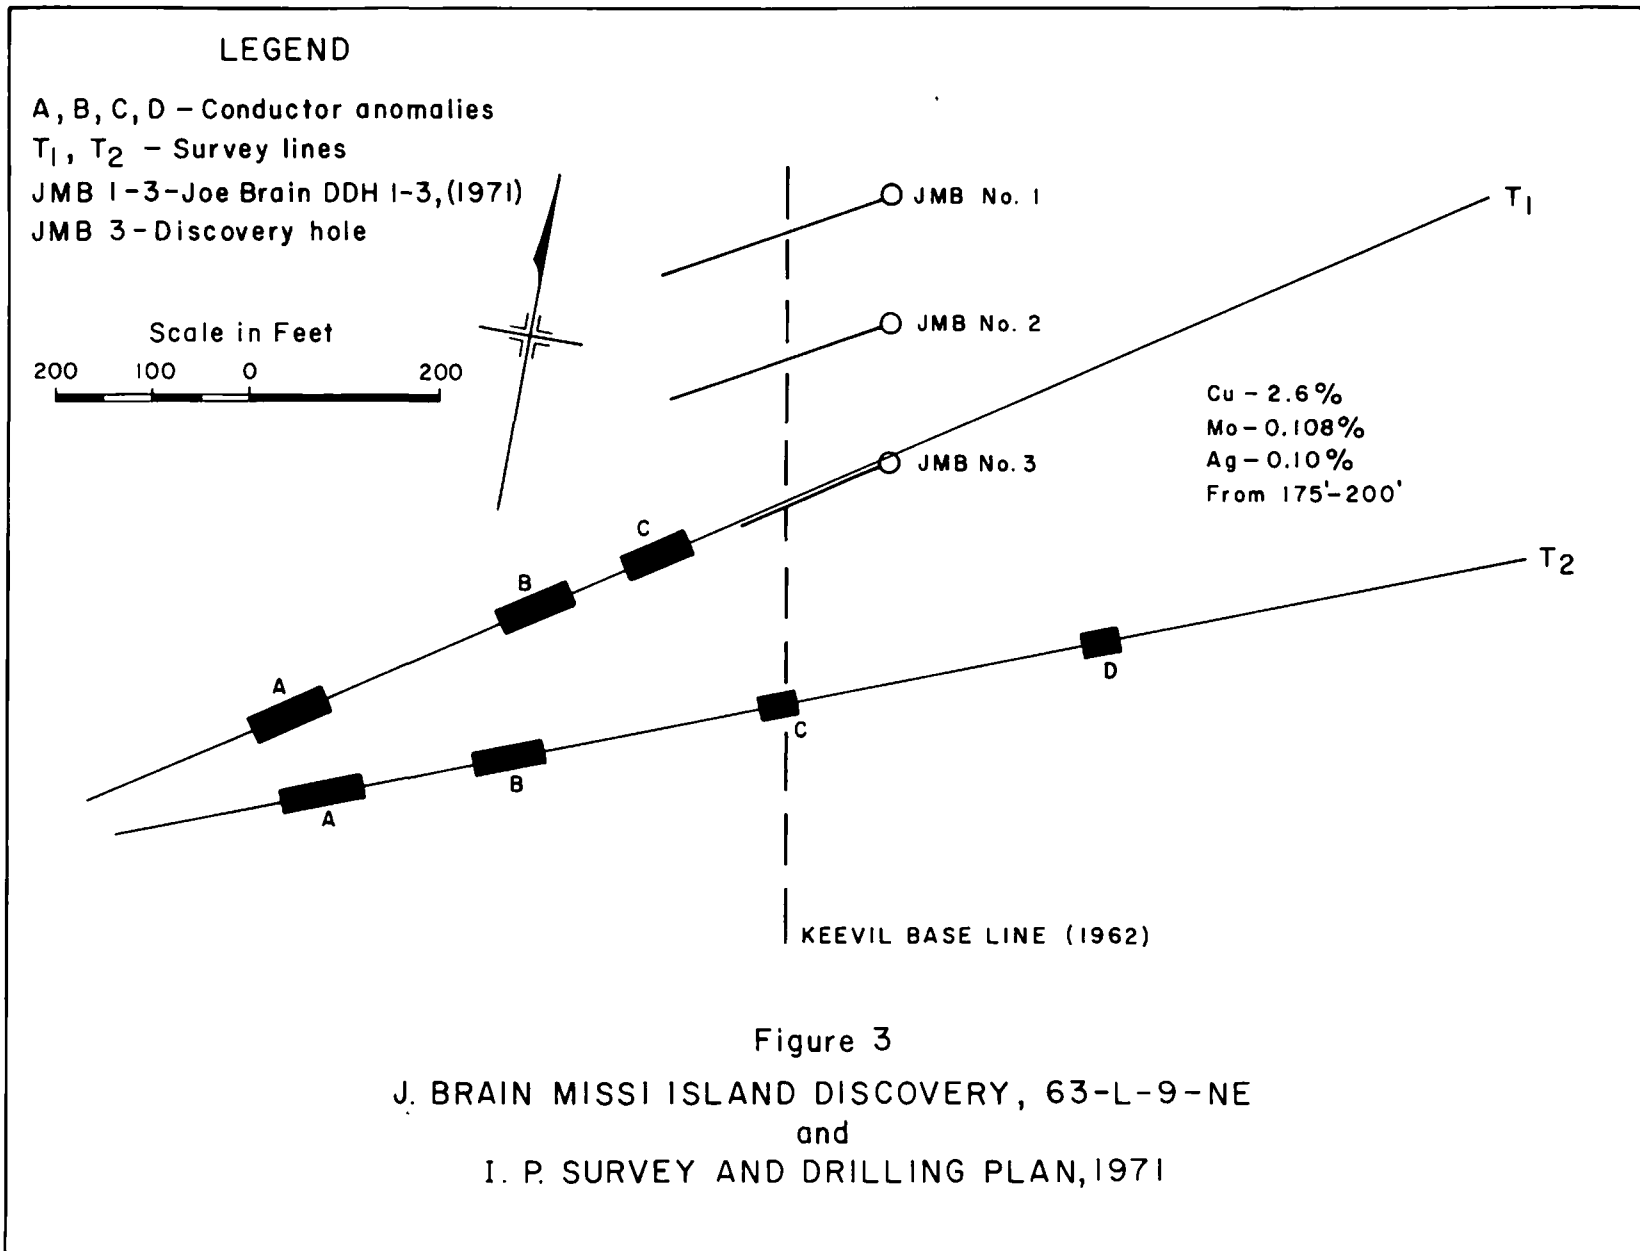 LEGEND
A, B, C, D – Conductor anomalies
T1, T2 – Survey lines
JMB 1-3-Joe Brain DDH 1-3,(1971)
JMB 3-Discovery hole
Scale in Feet
200 100 0 200
JMB No. 1
JMB No. 2
JMB No. 3
T1
Cu – 2.6%
Mo – 0.108%
Ag – 0.10%
From 175'–200'
C
B
A
T2
D
C
B
A
KEEVIL BASE LINE (1962)
Figure 3
J. BRAIN MISSI ISLAND DISCOVERY, 63-L-9-NE
and
I. P. SURVEY AND DRILLING PLAN, 1971